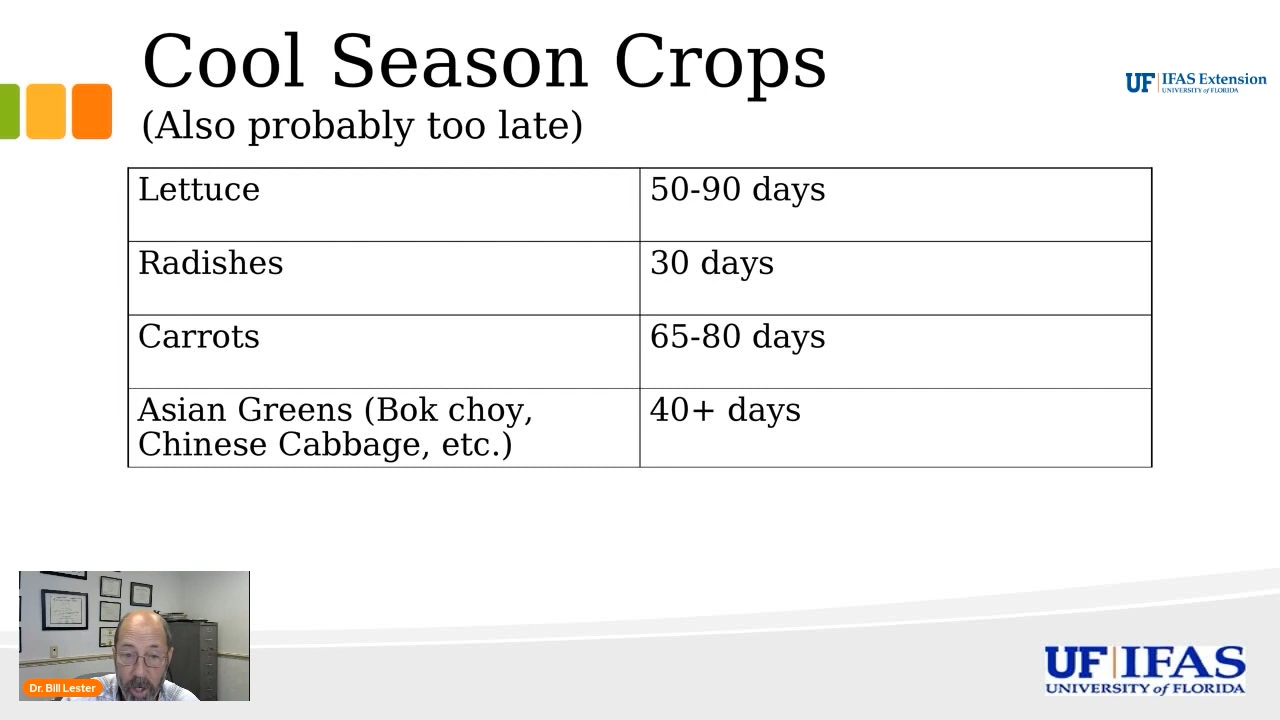 Cool Season Crops
(Also probably too late)
UF IFAS Extension
UNIVERSITY of FLORIDA
Lettuce
50-90 days
Radishes
30 days
Carrots
65-80 days
Asian Greens (Bok choy,
Chinese Cabbage, etc.)
40+ days
Dr. Bill Lester
UF IFAS
UNIVERSITY of FLORIDA